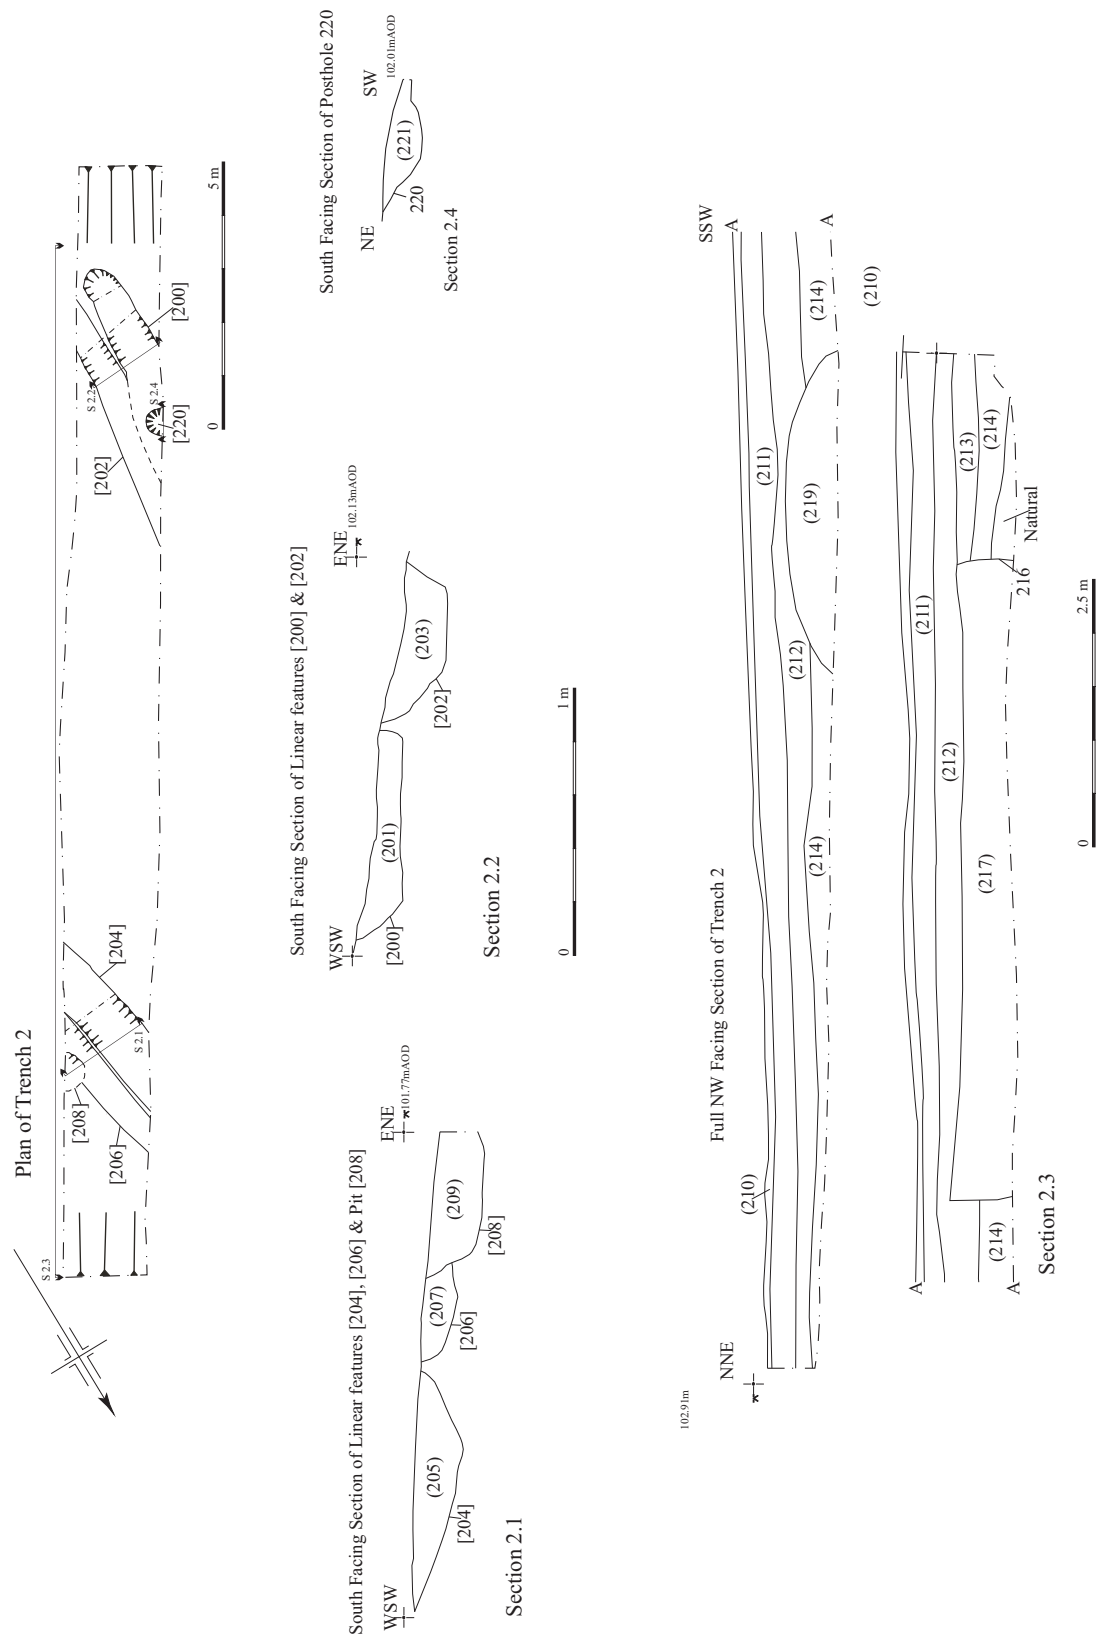 Plan of Trench 2
S 2.3
[208]
[206]
[204]
S 2.1
[202]
S 2.2
S 2.4
[220]
[200]
0
5 m
South Facing Section of Linear features [204], [206] & Pit [208]
WSW
ENE
101.77mAOD
(205)
(207)
(209)
[204]
[206]
[208]
Section 2.1
South Facing Section of Linear features [200] & [202]
WSW
ENE
102.13mAOD
(201)
(203)
[200]
[202]
Section 2.2
0
1 m
South Facing Section of Posthole 220
NE
SW
102.01mAOD
(221)
220
Section 2.4
Full NW Facing Section of Trench 2
102.91m
NNE
SSW
A
A
(210)
(211)
(212)
(214)
(219)
(214)
(210)
A
A
(211)
(212)
(213)
(214)
(214)
(217)
216
Natural
Section 2.3
0
2.5 m